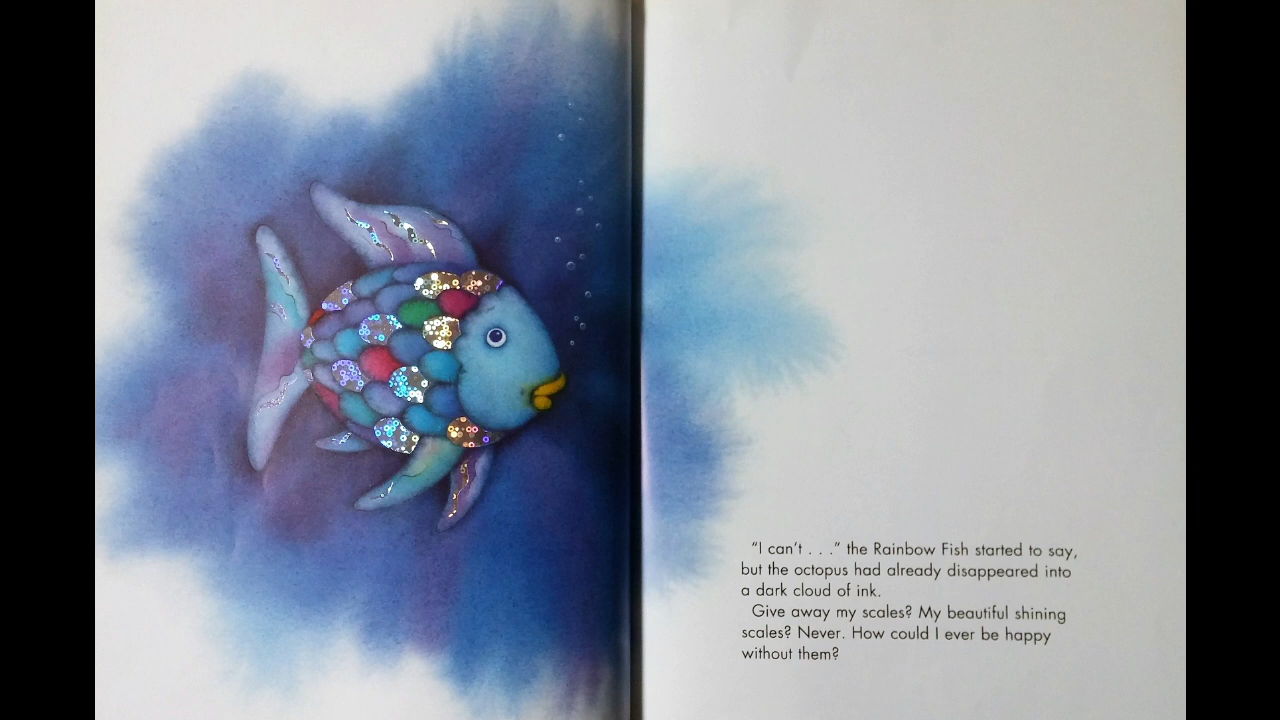 "I can't . . ." the Rainbow Fish started to say,
but the octopus had already disappeared into
a dark cloud of ink.
Give away my scales? My beautiful shining
scales? Never. How could I ever be happy
without them?